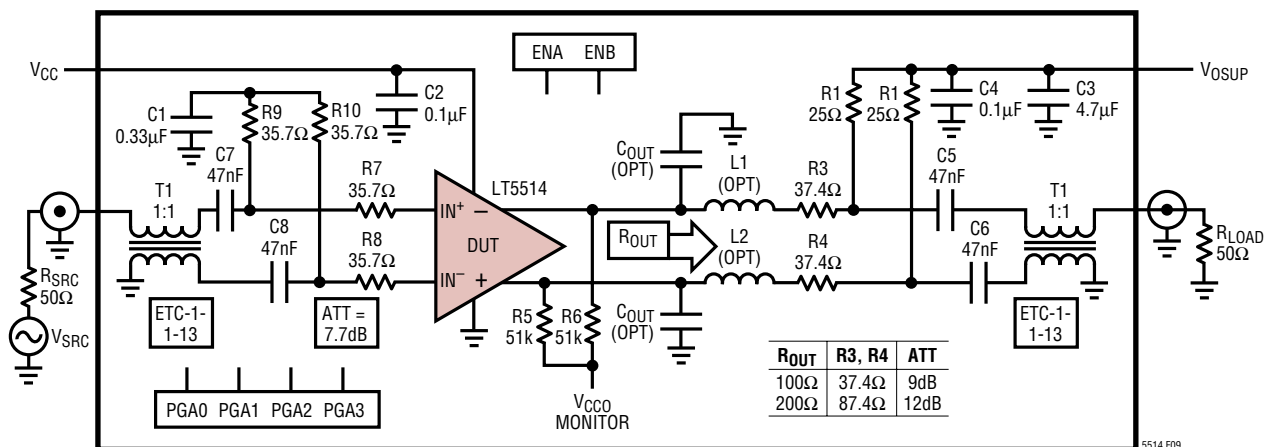 ENA ENB
VCC
VOSUP
C1
0.33µF
R9
35.7Ω
R10
35.7Ω
C2
0.1µF
R1
25Ω
R1
25Ω
C4
0.1µF
C3
4.7µF
COUT
(OPT)
L1
(OPT)
R3
37.4Ω
C5
47nF
T1
1:1
C7
47nF
R7
35.7Ω
LT5514
T1
1:1
C8
47nF
R8
35.7Ω
IN+ −
DUT
IN− +
ROUT
L2
(OPT)
R4
37.4Ω
C6
47nF
RLOAD
50Ω
RSRC
50Ω
VSRC
ETC-1-
1-13
ATT =
7.7dB
R5
51k
R6
51k
COUT
(OPT)
ETC-1-
1-13
VCCO
MONITOR
PGA0 PGA1 PGA2 PGA3
ROUT R3, R4 ATT
100Ω 37.4Ω 9dB
200Ω 87.4Ω 12dB
5514 F09